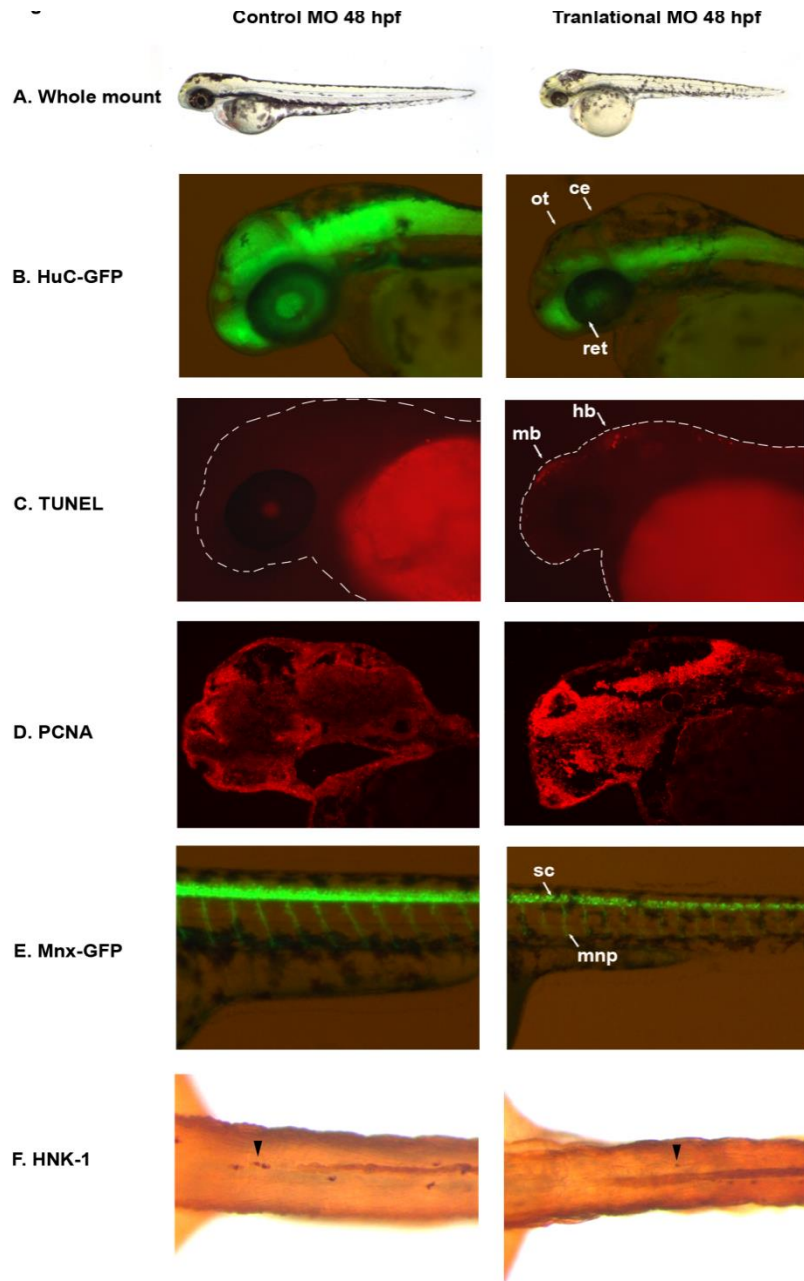 Control MO 48 hpf
Tranlational MO 48 hpf
A. Whole mount
B. HuC-GFP
ot
ce
ret
C. TUNEL
mb
hb
D. PCNA
E. Mnx-GFP
sc
mnp
F. HNK-1